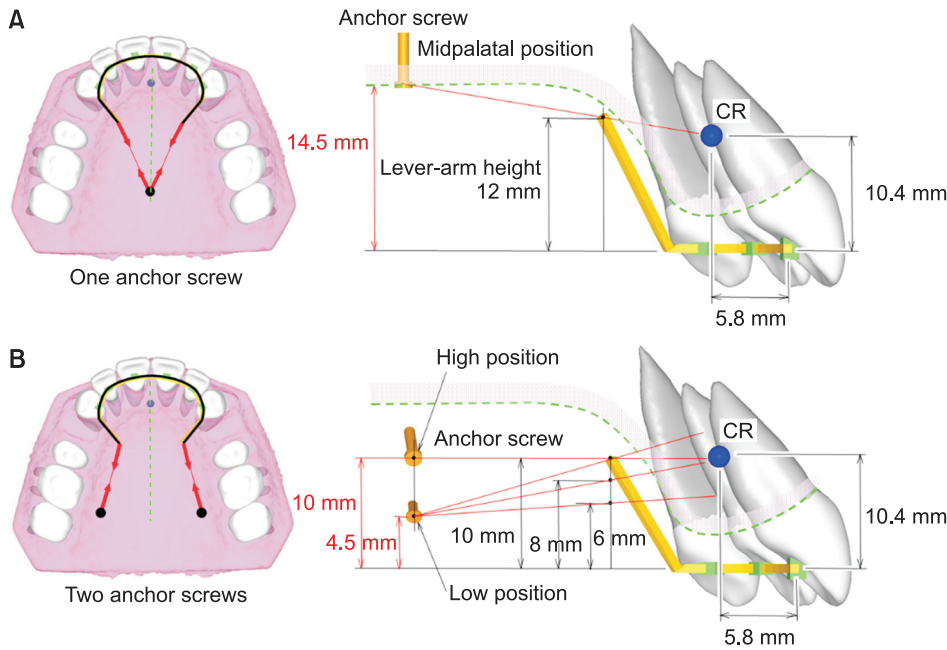 A
Anchor screw
Midpalatal position
CR
14.5 mm
Lever-arm height
12 mm
10.4 mm
One anchor screw
5.8 mm
B
High position
Anchor screw
CR
10 mm
4.5 mm
10 mm
8 mm
6 mm
10.4 mm
Two anchor screws
Low position
5.8 mm